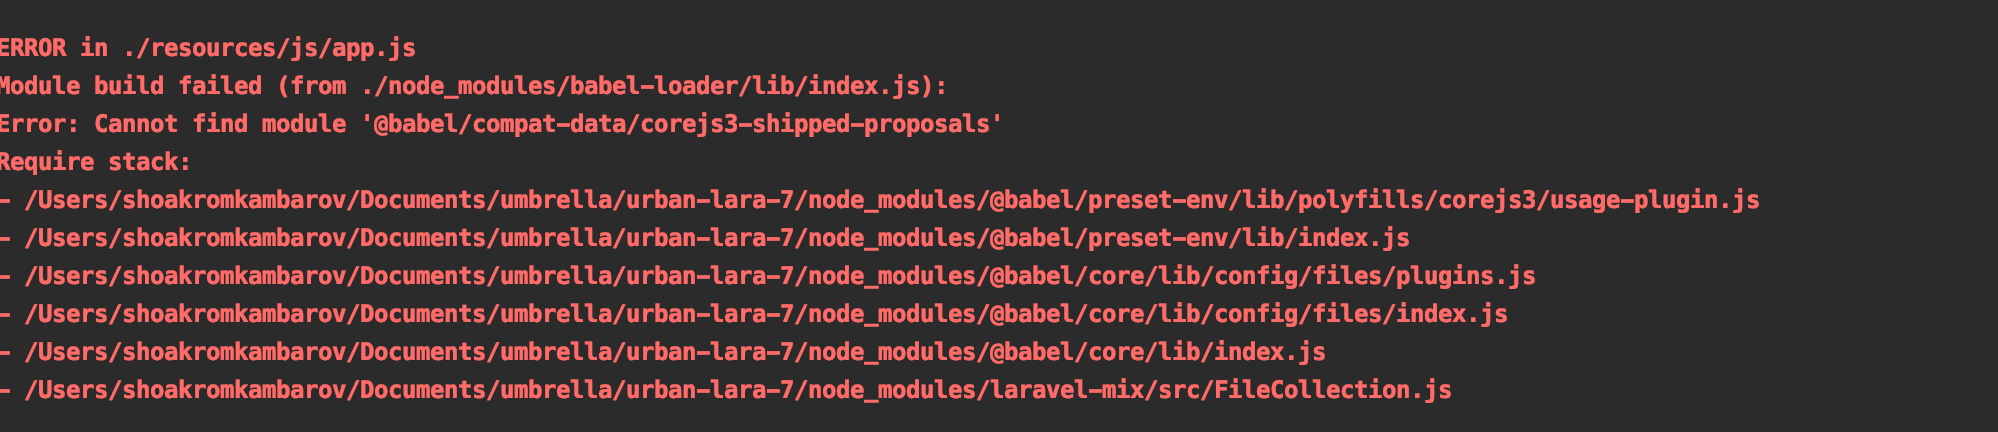 ERROR in ./resources/js/app.js
Module build failed (from ./node_modules/babel-loader/lib/index.js):
Error: Cannot find module '@babel/compat-data/corejs3-shipped-proposals'
Require stack:
- /Users/shoakromkambarov/Documents/umbrella/urban-lara-7/node_modules/@babel/preset-env/lib/polyfills/corejs3/usage-plugin.js
- /Users/shoakromkambarov/Documents/umbrella/urban-lara-7/node_modules/@babel/preset-env/lib/index.js
- /Users/shoakromkambarov/Documents/umbrella/urban-lara-7/node_modules/@babel/core/lib/config/files/plugins.js
- /Users/shoakromkambarov/Documents/umbrella/urban-lara-7/node_modules/@babel/core/lib/config/files/index.js
- /Users/shoakromkambarov/Documents/umbrella/urban-lara-7/node_modules/@babel/core/lib/index.js
- /Users/shoakromkambarov/Documents/umbrella/urban-lara-7/node_modules/laravel-mix/src/FileCollection.js